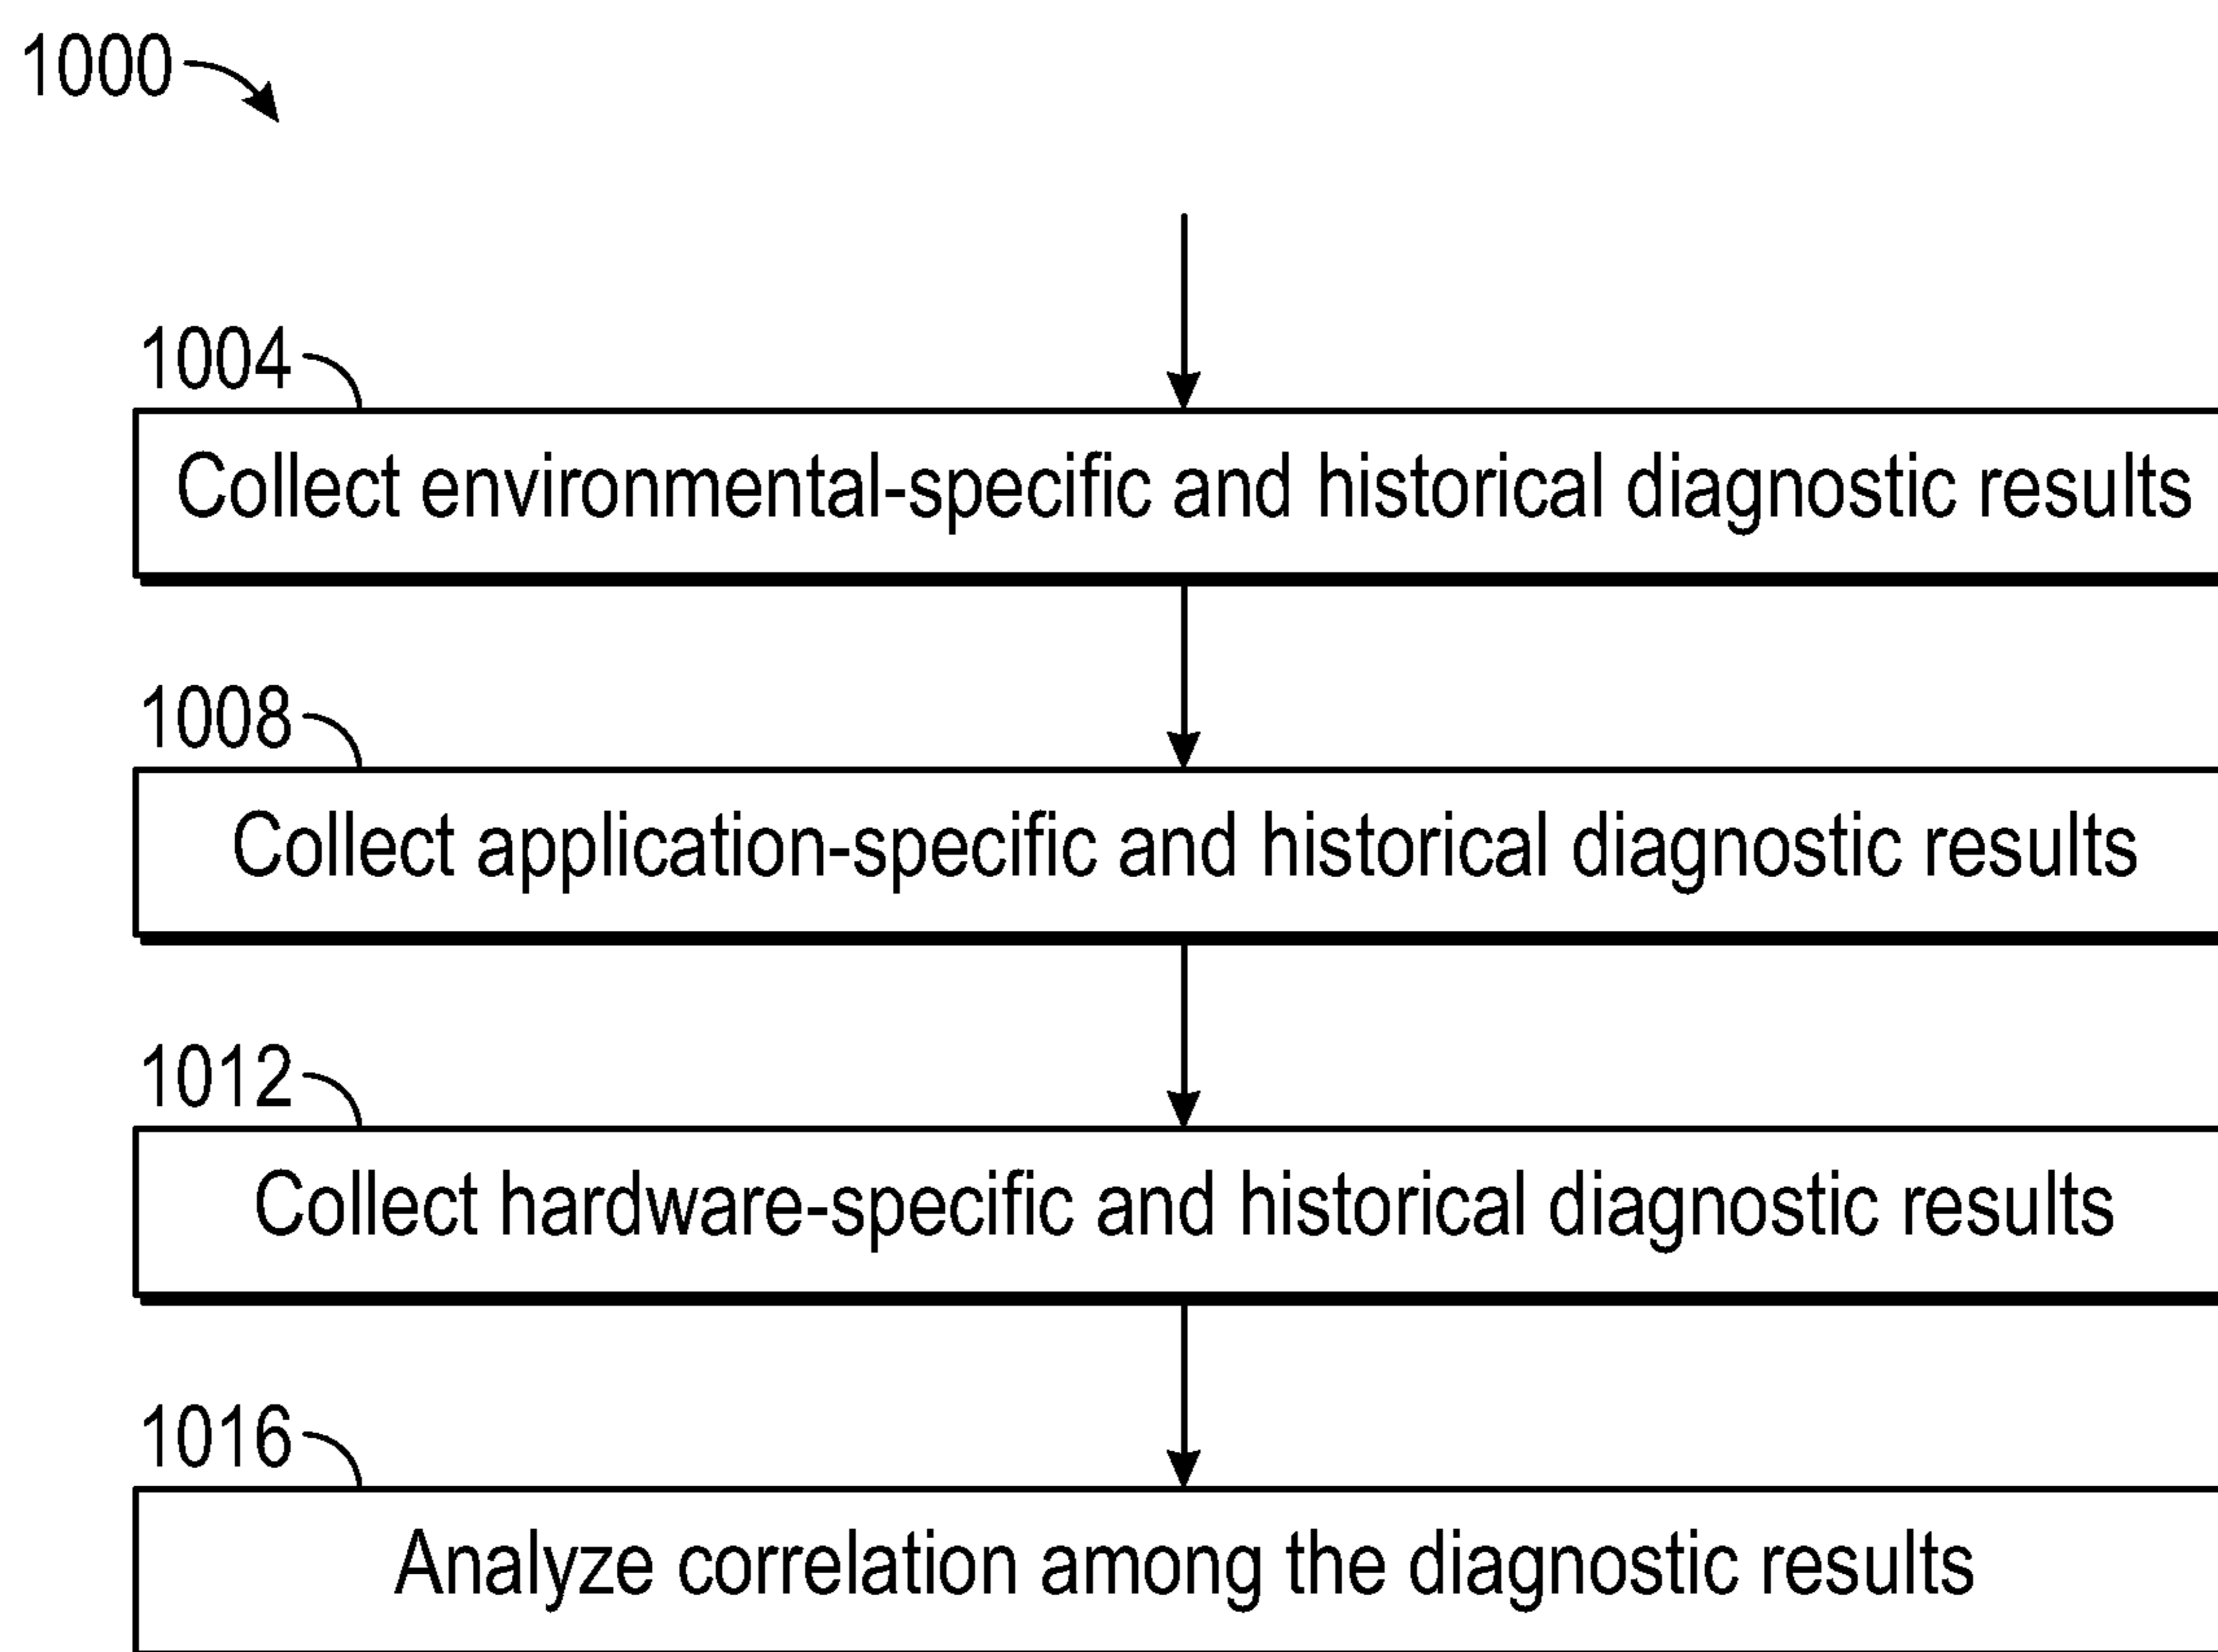 1000
1004
Collect environmental-specific and historical diagnostic results
1008
Collect application-specific and historical diagnostic results
1012
Collect hardware-specific and historical diagnostic results
1016
Analyze correlation among the diagnostic results